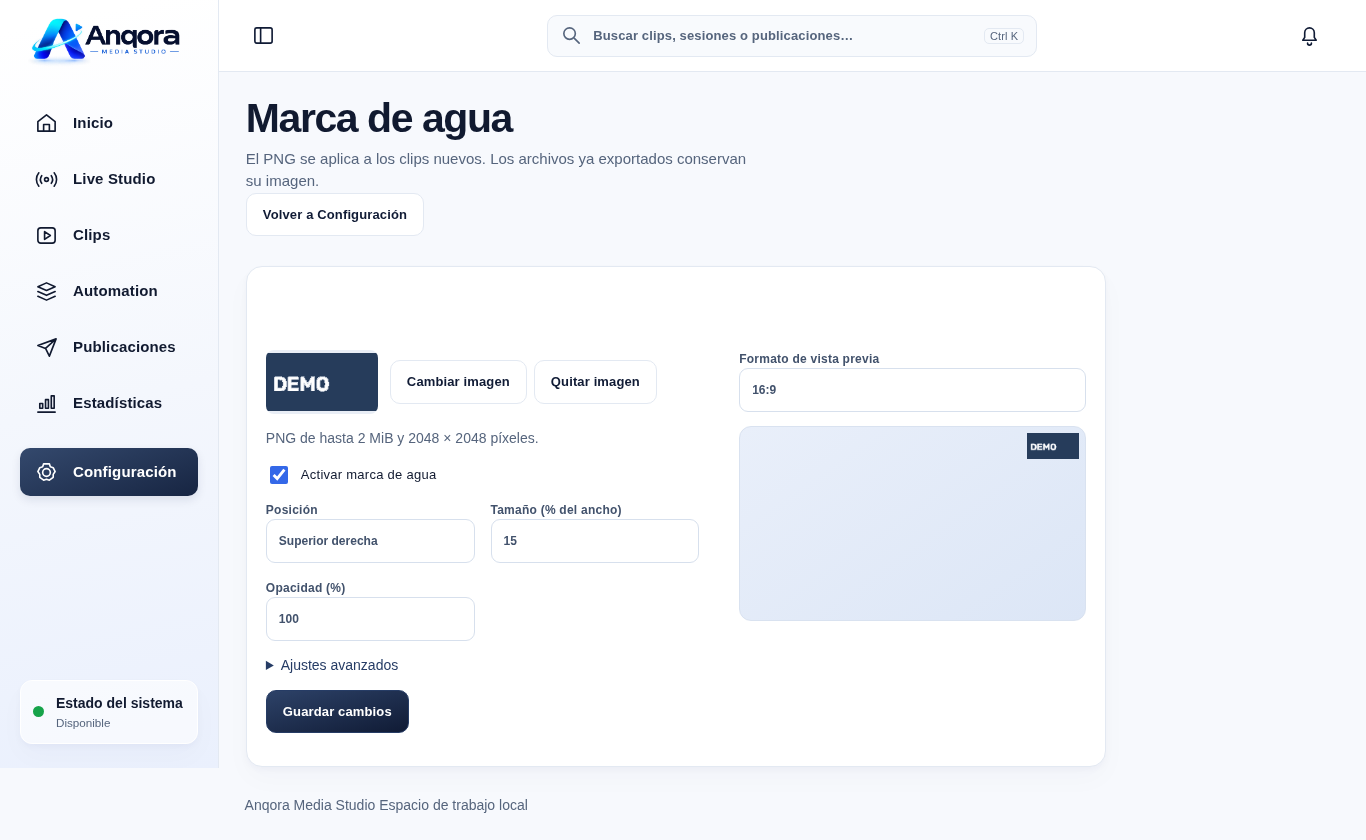 Anqora
MEDIA STUDIO
Buscar clips, sesiones o publicaciones…
Ctrl K
Inicio
Live Studio
Clips
Automation
Publicaciones
Estadísticas
Configuración
Estado del sistema
Disponible
Marca de agua
El PNG se aplica a los clips nuevos. Los archivos ya exportados conservan
su imagen.
Volver a Configuración
DEMO
Cambiar imagen
Quitar imagen
PNG de hasta 2 MiB y 2048 × 2048 píxeles.
Activar marca de agua
Posición
Tamaño (% del ancho)
Superior derecha
15
Opacidad (%)
100
Ajustes avanzados
Guardar cambios
Formato de vista previa
16:9
DEMO
Anqora Media Studio Espacio de trabajo local